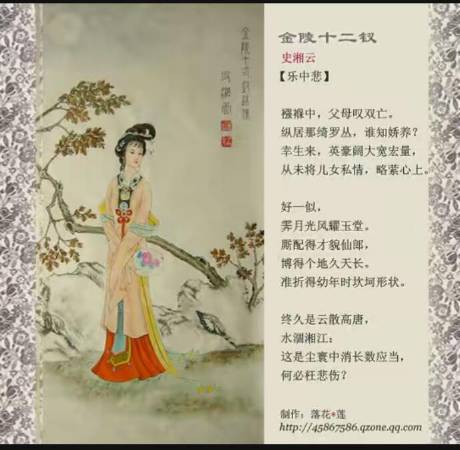 金陵十二钗
史湘云
【乐中悲】
襁褓中，父母叹双亡。
纵居那绮罗丛，谁知娇养？
幸生来，英豪阔大宽宏量，
从未将儿女私情，略萦心上。
好一似，
霁月光风耀玉堂。
厮配得才貌仙郎，
博得个地久天长。
准折得幼年时坎坷形状。
终久是云散高唐，
水涸湘江：
这是尘寰中消长数应当，
何必枉悲伤？
制作：落花*莲
http://45867586.qzone.qq.com